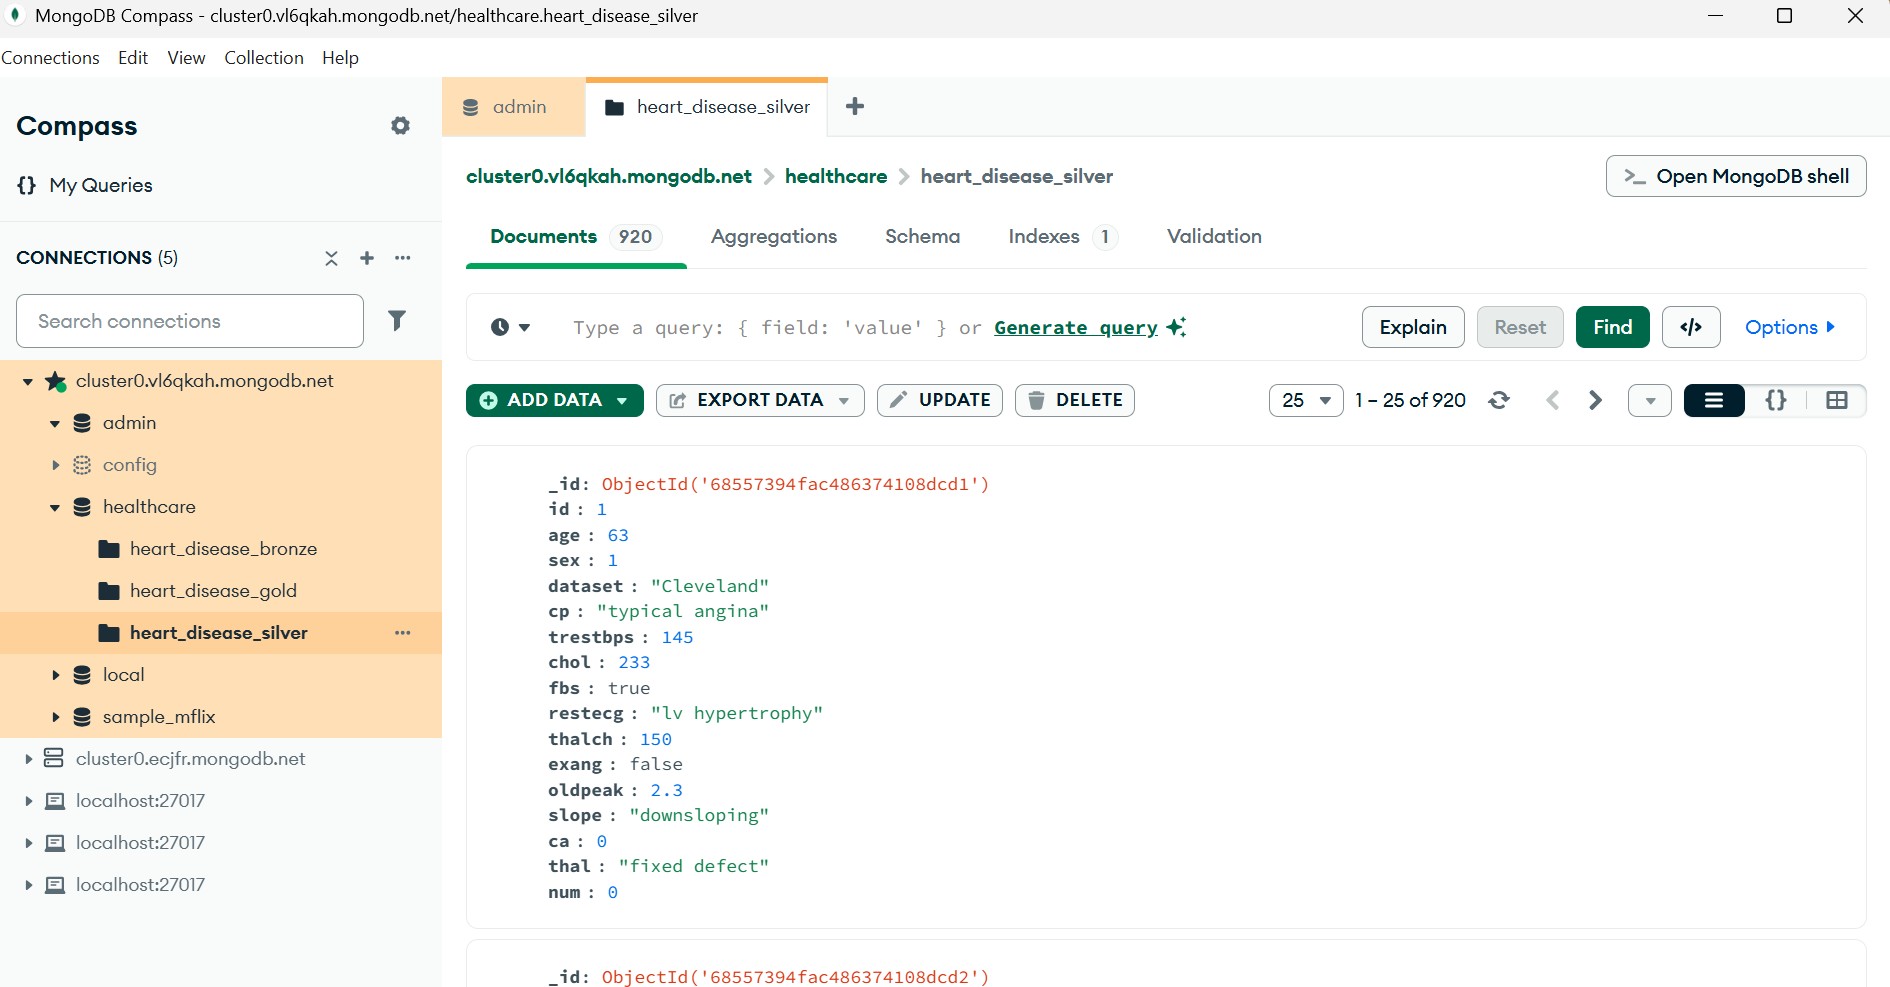 MongoDB Compass - cluster0.vl6qkah.mongodb.net/healthcare.heart_disease_silver
Connections Edit View Collection Help
Compass
{} My Queries
CONNECTIONS (5)
Search connections
cluster0.vl6qkah.mongodb.net
admin
config
healthcare
heart_disease_bronze
heart_disease_gold
heart_disease_silver
local
sample_mflix
cluster0.ecjfr.mongodb.net
localhost:27017
localhost:27017
localhost:27017
admin heart_disease_silver
cluster0.vl6qkah.mongodb.net > healthcare > heart_disease_silver
>_ Open MongoDB shell
Documents 920 Aggregations Schema Indexes 1 Validation
Type a query: { field: 'value' } or Generate query
Explain Reset Find </> Options
ADD DATA EXPORT DATA UPDATE DELETE 25 1 – 25 of 920 {}
_id: ObjectId('68557394fac486374108dcd1')
id : 1
age : 63
sex : 1
dataset : "Cleveland"
cp : "typical angina"
trestbps : 145
chol : 233
fbs : true
restecg : "lv hypertrophy"
thalch : 150
exang : false
oldpeak : 2.3
slope : "downsloping"
ca : 0
thal : "fixed defect"
num : 0
_id: ObjectId('68557394fac486374108dcd2')